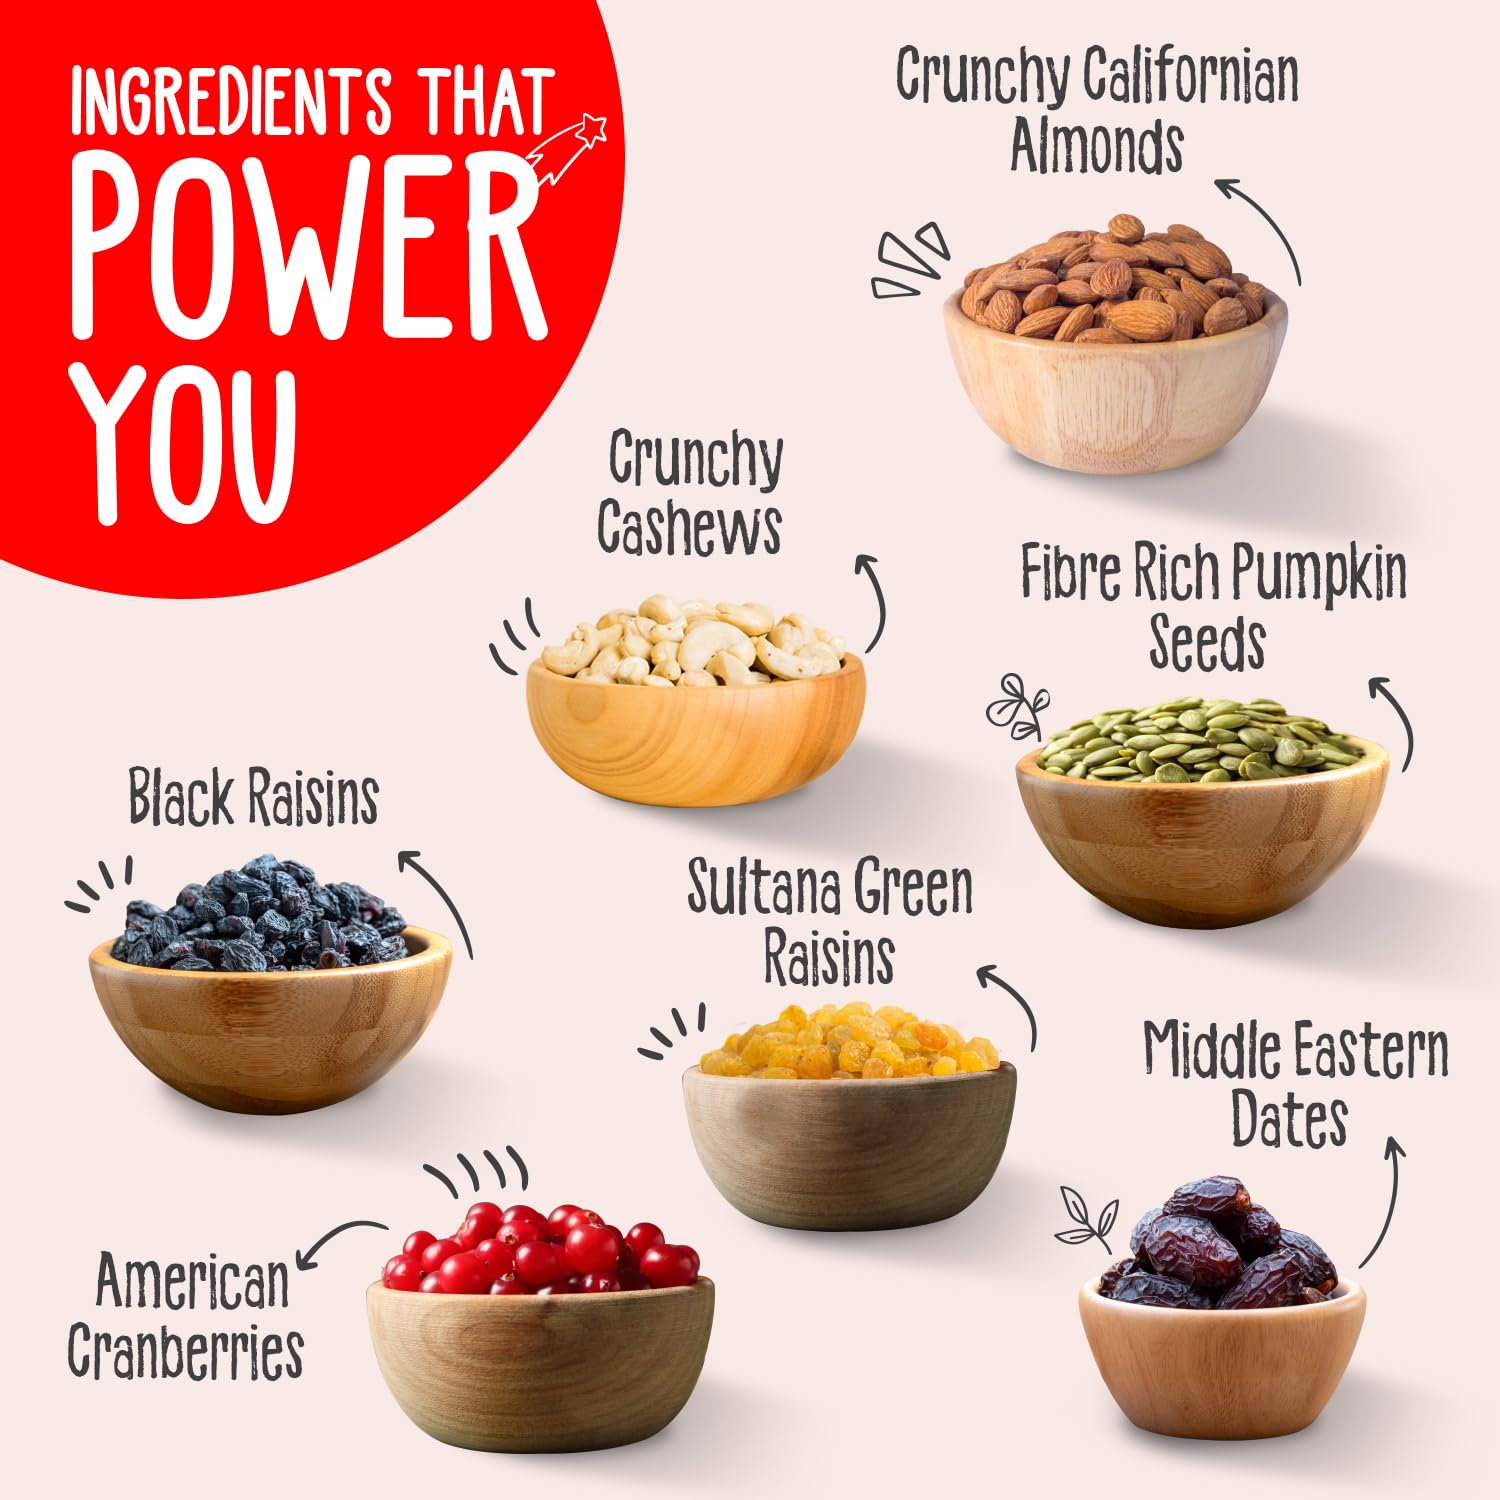 INGREDIENTS THAT
POWER
YOU
Crunchy Californian
Almonds
Crunchy
Cashews
Fibre Rich Pumpkin
Seeds
Black Raisins
Sultana Green
Raisins
Middle Eastern
Dates
American
Cranberries